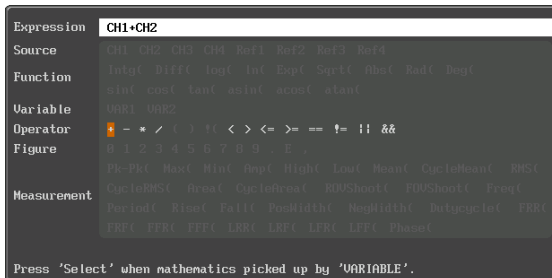 Expression CH1+CH2
Source CH1 CH2 CH3 CH4 Ref1 Ref2 Ref3 Ref4
Function Intg( Diff( log( ln( Exp( Sqrt( Abs( Rad( Deg(
sin( cos( tan( asin( acos( atan(
Variable VAR1 VAR2
Operator + - * / ( ) !( < > <= >= == != || &&
Figure 0 1 2 3 4 5 6 7 8 9 . E ,
Measurement Pk-Pk( Max( Min( Amp( High( Low( Mean( CycleMean( RMS(
CycleRMS( Area( CycleArea( ROVShoot( FOVShoot( Freq(
Period( Rise( Fall( PosWidth( NegWidth( Dutycycle( FRR(
FRF( FFR( FFF( LRR( LRF( LFR( LFF( Phase(
Press 'Select' when mathematics picked up by 'VARIABLE'.